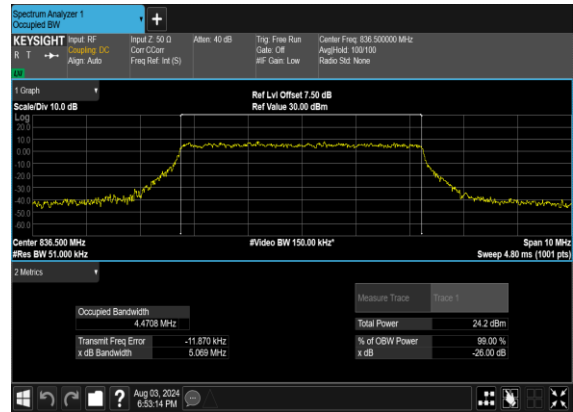 Spectrum Analyzer 1
Occupied BW
+
KEYSIGHT
R T
LU
Input: RF
Coupling: DC
Align: Auto
Input Z: 50 Ω
Corr CCorr
Freq Ref: Int (S)
Atten: 40 dB
Trig: Free Run
Gate: Off
#IF Gain: Low
Center Freq: 836.500000 MHz
Avg|Hold: 100/100
Radio Std: None
1 Graph
Scale/Div 10.0 dB
Ref Lvl Offset 7.50 dB
Ref Value 30.00 dBm
Log
20.0
10.0
0.00
-10.0
-20.0
-30.0
-40.0
-50.0
-60.0
Center 836.500 MHz
#Res BW 51.000 kHz
#Video BW 150.00 kHz*
Span 10 MHz
Sweep 4.80 ms (1001 pts)
2 Metrics
Measure Trace Trace 1
Occupied Bandwidth
4.4708 MHz
Total Power 24.2 dBm
Transmit Freq Error -11.870 kHz
% of OBW Power 99.00 %
x dB Bandwidth 5.069 MHz
x dB -26.00 dB
?
Aug 03, 2024
6:53:14 PM